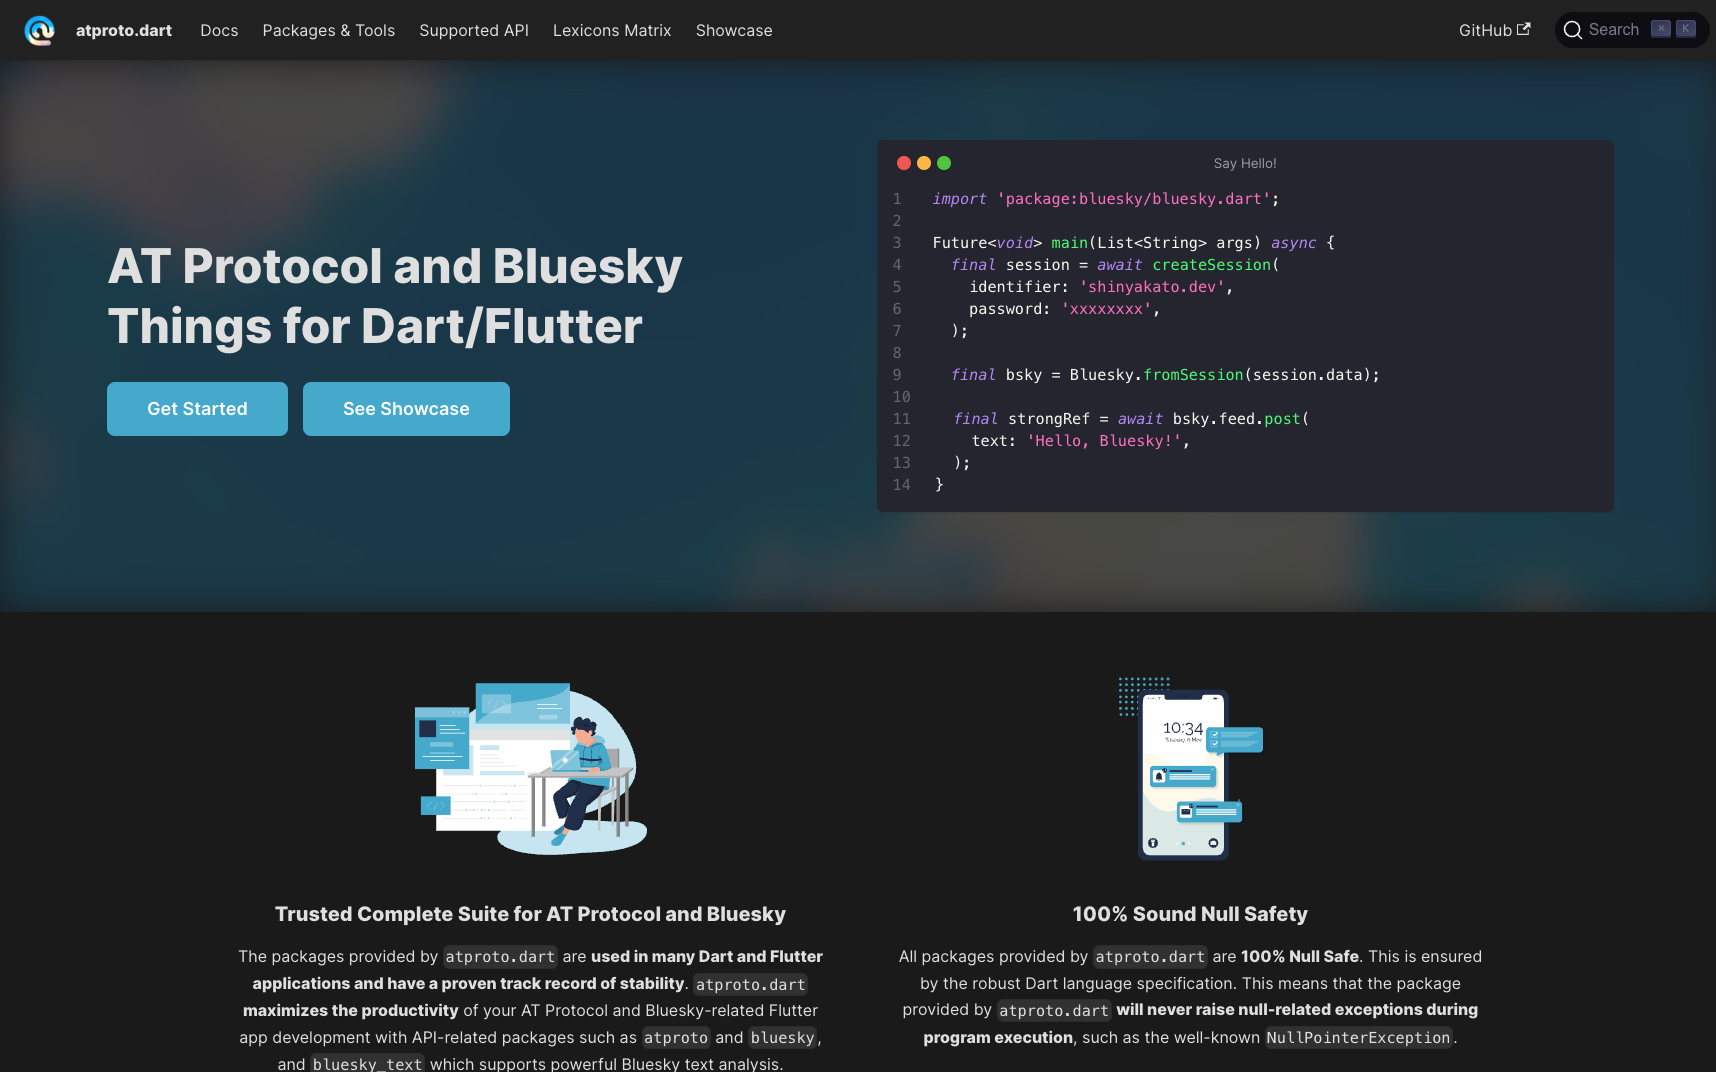 atproto.dart Docs Packages & Tools Supported API Lexicons Matrix Showcase GitHub Search ⌘ K
AT Protocol and Bluesky
Things for Dart/Flutter
Get Started See Showcase
Say Hello!
1 import 'package:bluesky/bluesky.dart';
2
3 Future<void> main(List<String> args) async {
4 final session = await createSession(
5 identifier: 'shinyakato.dev',
6 password: 'xxxxxxxx',
7 );
8
9 final bsky = Bluesky.fromSession(session.data);
10
11 final strongRef = await bsky.feed.post(
12 text: 'Hello, Bluesky!',
13 );
14 }
</> 
</>
10:34
Trusted Complete Suite for AT Protocol and Bluesky
The packages provided by atproto.dart are used in many Dart and Flutter
applications and have a proven track record of stability. atproto.dart
maximizes the productivity of your AT Protocol and Bluesky-related Flutter
app development with API-related packages such as atproto and bluesky,
and bluesky_text which supports powerful Bluesky text analysis.
100% Sound Null Safety
All packages provided by atproto.dart are 100% Null Safe. This is ensured
by the robust Dart language specification. This means that the package
provided by atproto.dart will never raise null-related exceptions during
program execution, such as the well-known NullPointerException.